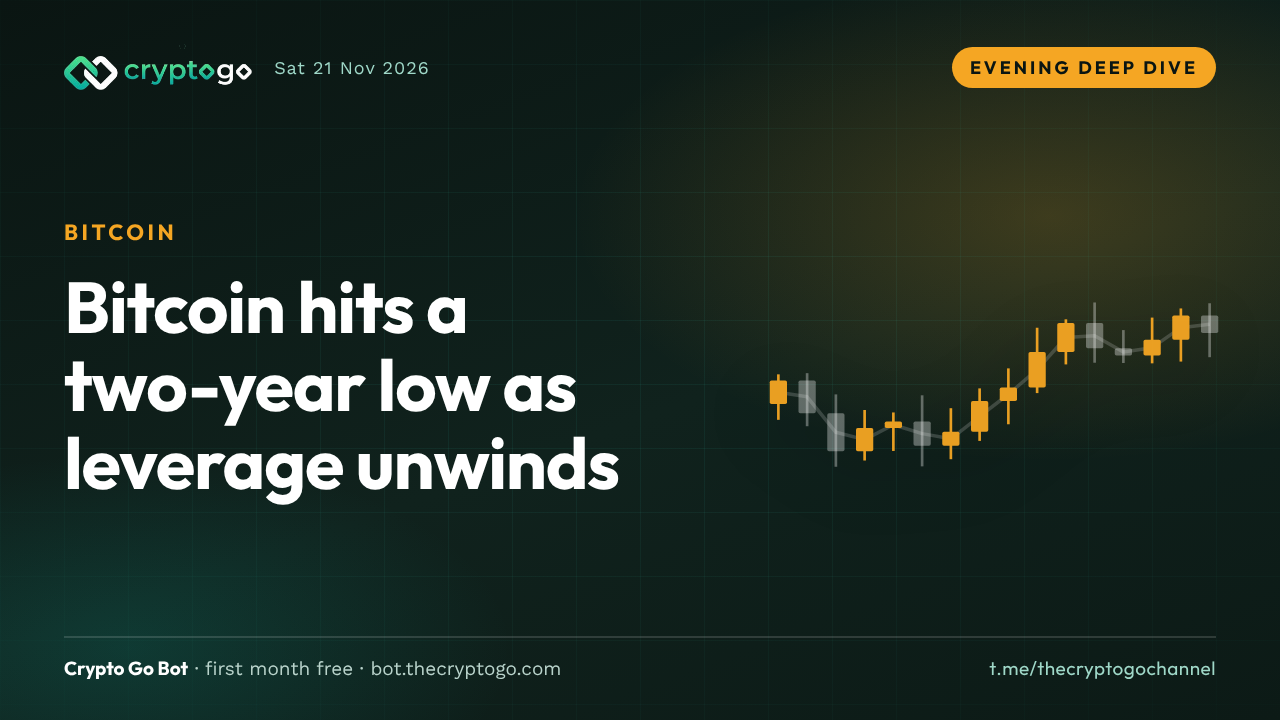 cryptogo
Sat 21 Nov 2026
EVENING DEEP DIVE
BITCOIN
Bitcoin hits a
two-year low as
leverage unwinds
Crypto Go Bot · first month free · bot.thecryptogo.com
t.me/thecryptogochannel